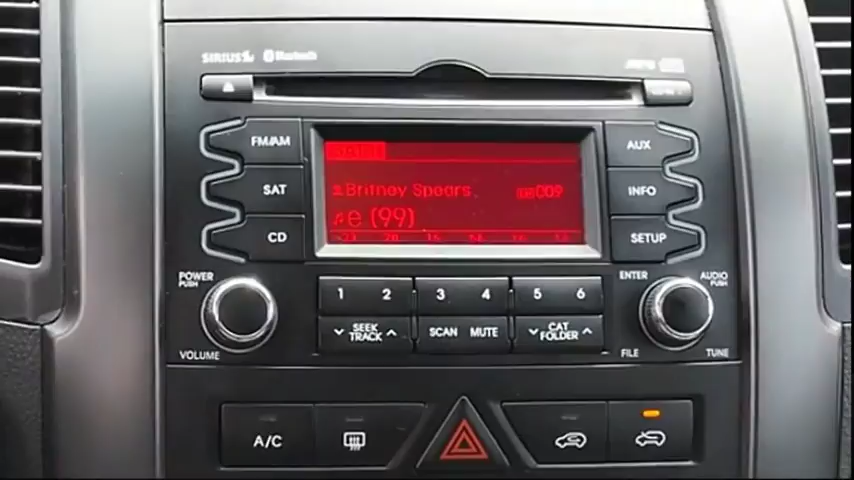 SIRIUS Bluetooth
FM/AM
AUX
SAT
Britney Spears 009
INFO
CD
e (99)
SETUP
POWER
PUSH
1 2 3 4 5 6
ENTER
AUDIO
PUSH
SEEK
TRACK
SCAN MUTE
CAT
FOLDER
VOLUME
FILE
TUNE
A/C